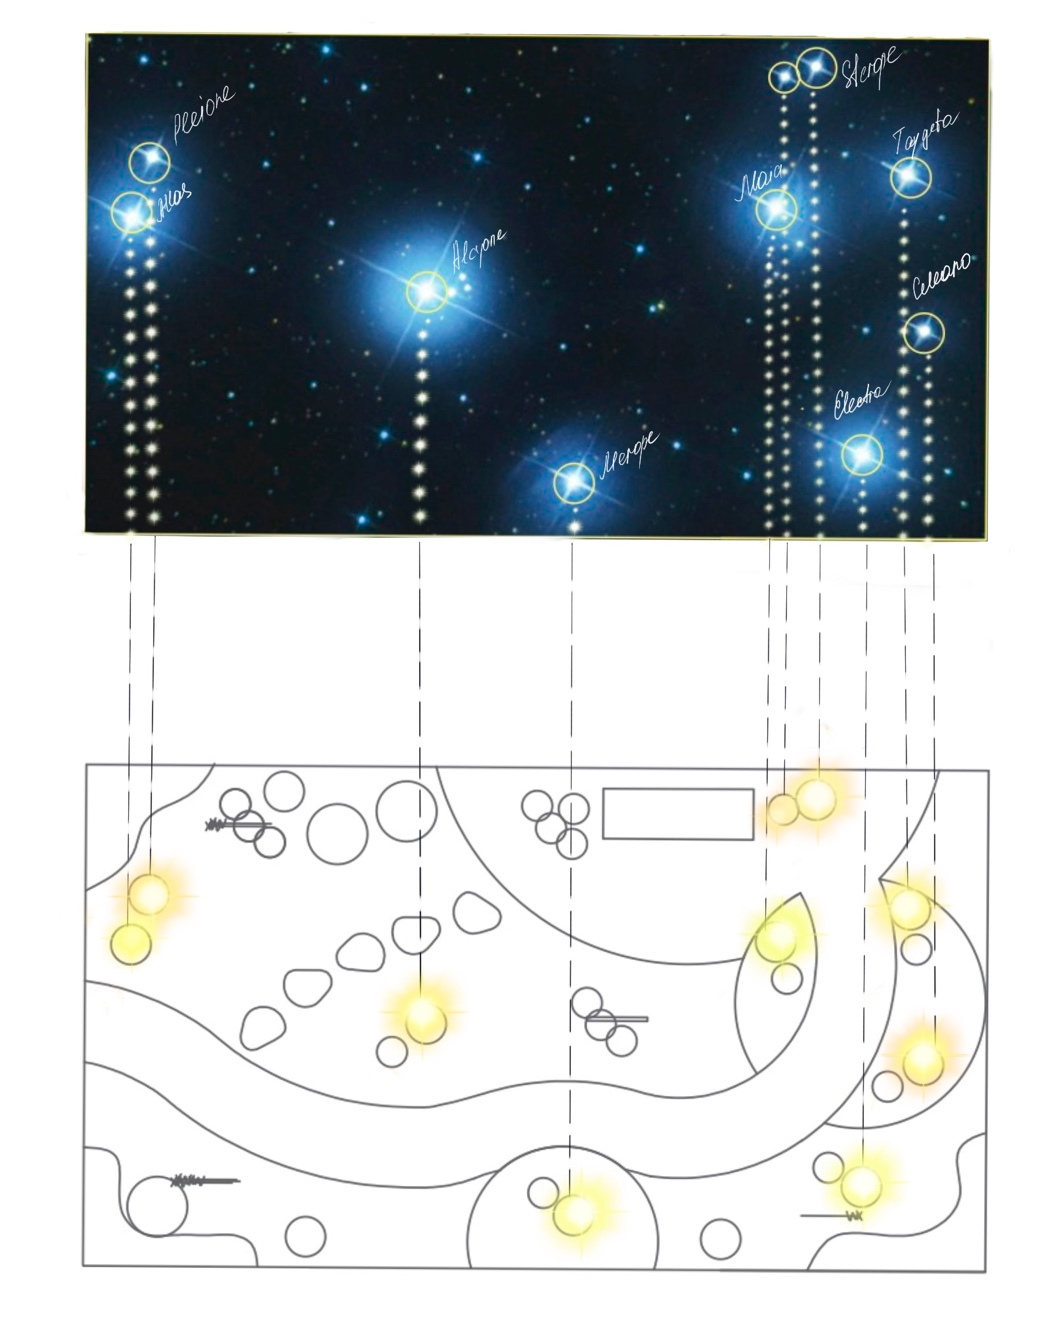 Sterope
Pleione
Taygeta
Maia
Atlas
Alcyone
Celeano
Electra
Merope